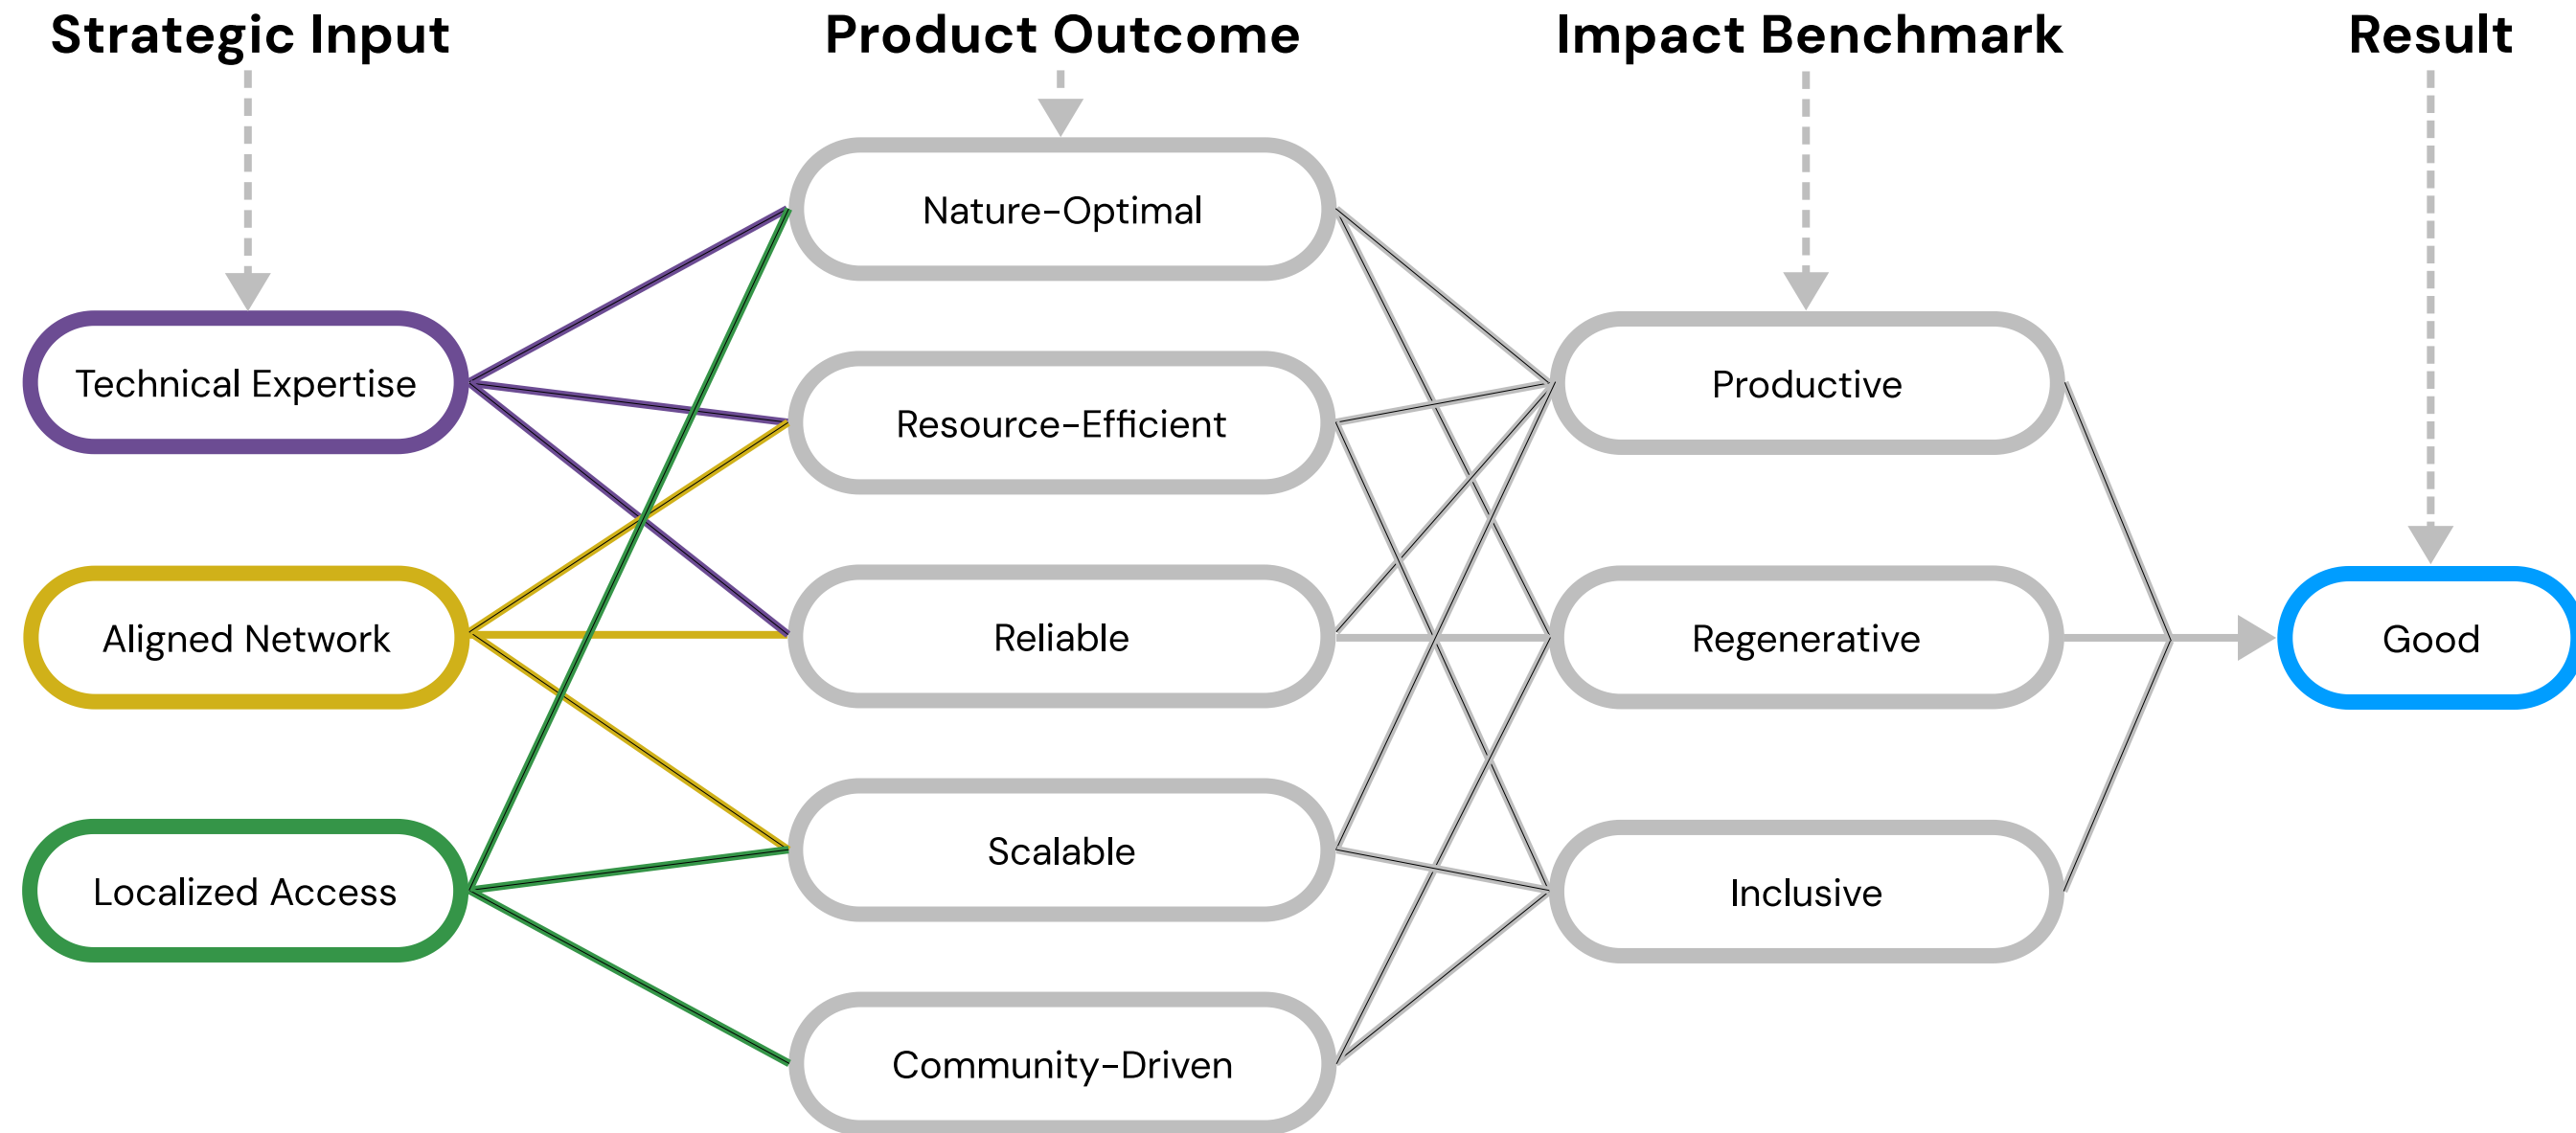 Strategic Input
Product Outcome
Impact Benchmark
Result
Nature-Optimal
Technical Expertise
Resource-Efficient
Productive
Aligned Network
Reliable
Regenerative
Good
Localized Access
Scalable
Inclusive
Community-Driven